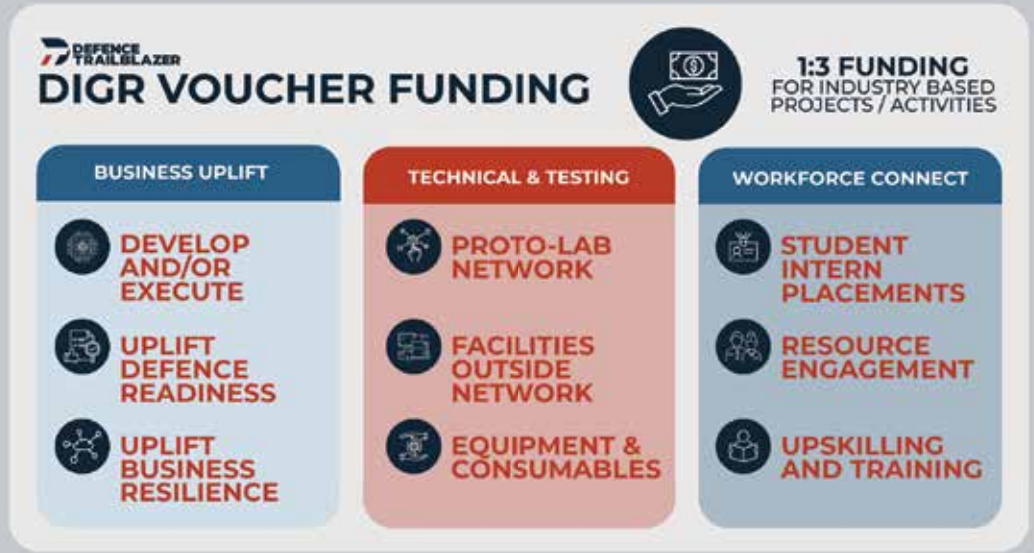 DEFENCE
TRAILBLAZER
DIGR VOUCHER FUNDING
1:3 FUNDING
FOR INDUSTRY BASED
PROJECTS / ACTIVITIES
BUSINESS UPLIFT
DEVELOP
AND/OR
EXECUTE
UPLIFT
DEFENCE
READINESS
UPLIFT
BUSINESS
RESILIENCE
TECHNICAL & TESTING
PROTO-LAB
NETWORK
FACILITIES
OUTSIDE
NETWORK
EQUIPMENT &
CONSUMABLES
WORKFORCE CONNECT
STUDENT
INTERN
PLACEMENTS
RESOURCE
ENGAGEMENT
UPSKILLING
AND TRAINING